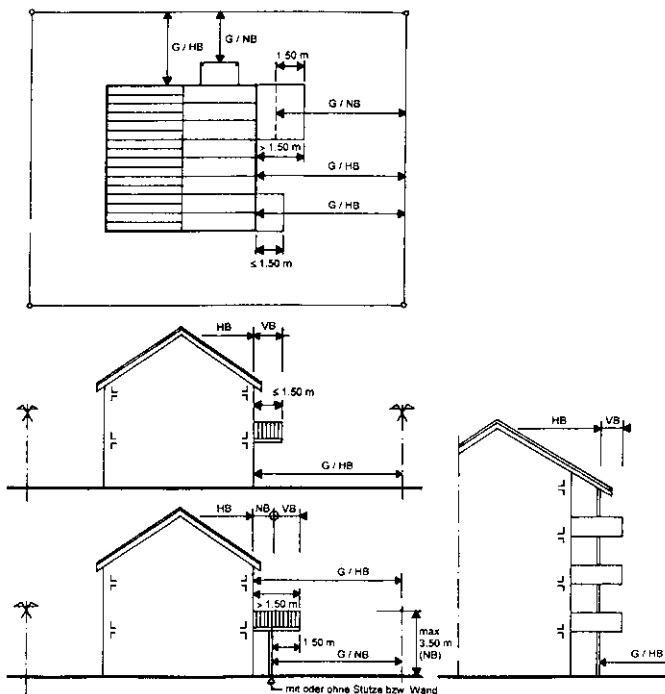 G / HB
G / NB
1.50 m
G / NB
> 1.50 m
G / HB
G / HB
≤ 1.50 m
HB
VB
≤ 1.50 m
G / HB
HB
VB
HB
NB
VB
G / HB
> 1.50 m
1.50 m
G / NB
max
3.50 m
(NB)
G / HB
mit oder ohne Stütze bzw. Wand